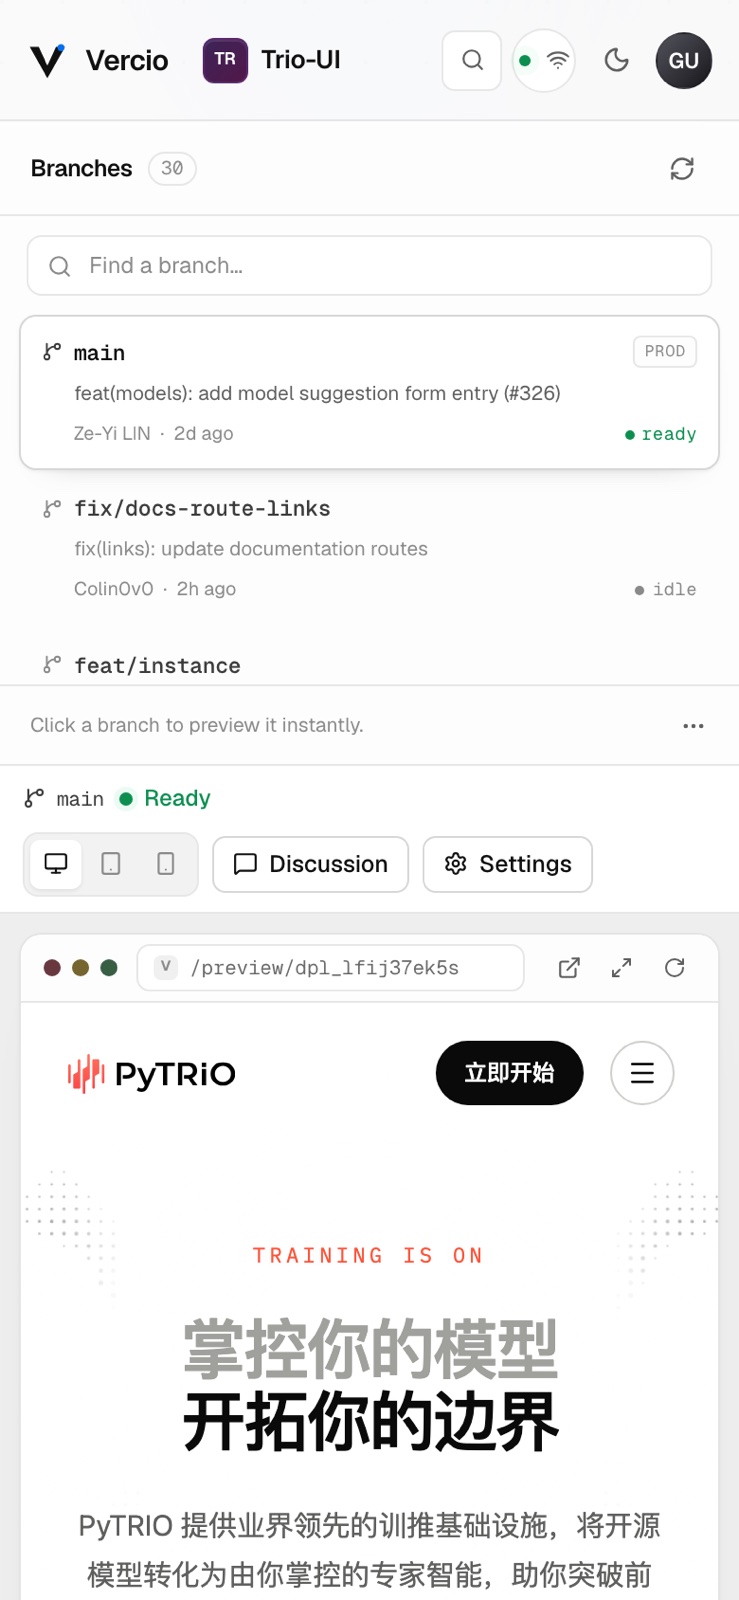 Vercio
TR
Trio-UI
GU
Branches 30
Find a branch...
main
PROD
feat(models): add model suggestion form entry (#326)
Ze-Yi LIN · 2d ago
ready
fix/docs-route-links
fix(links): update documentation routes
Colin0v0 · 2h ago
idle
feat/instance
Click a branch to preview it instantly.
main Ready
Discussion
Settings
V /preview/dpl_lfij37ek5s
PyTRiO
立即开始
TRAINING IS ON
掌控你的模型
开拓你的边界
PyTRIO 提供业界领先的训推基础设施，将开源
模型转化为由你掌控的专家智能，助你突破前